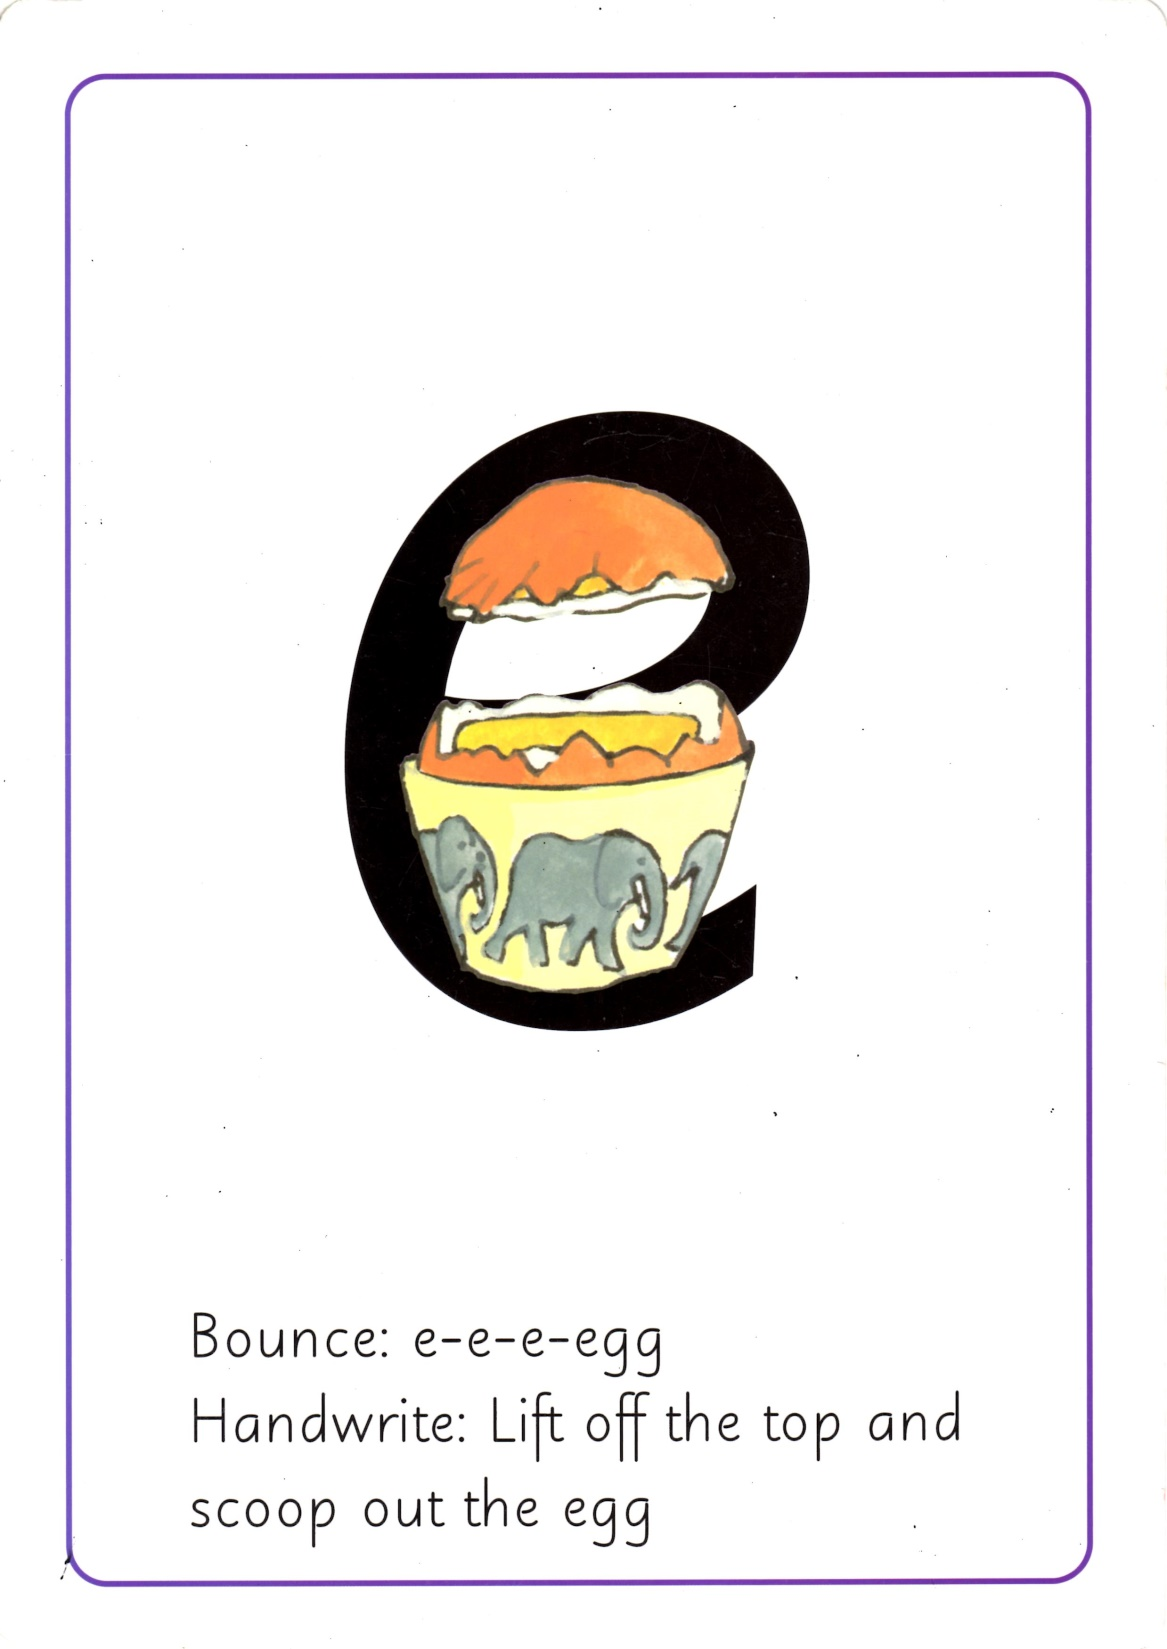 e
Bounce: e-e-e-egg
Handwrite: Lift off the top and
scoop out the egg